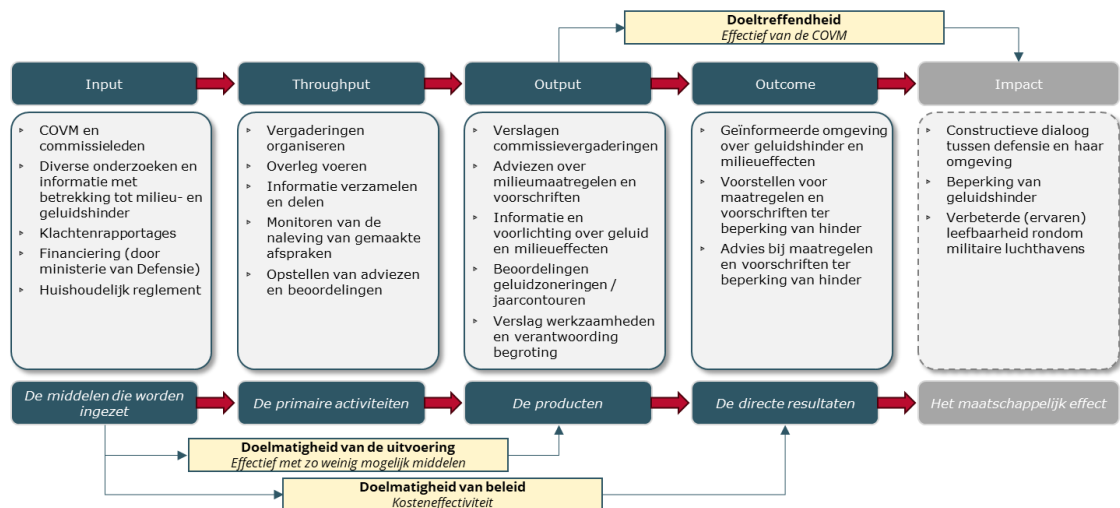 Doeltreffendheid
Effectief van de COVM
Input
Throughput
Output
Outcome
Impact
COVM en
commissieleden
Diverse onderzoeken en
informatie met
betrekking tot milieu- en
geluidshinder
Klachtenrapportages
Financiering (door
ministerie van Defensie)
Huishoudelijk reglement
Vergaderingen
organiseren
Overleg voeren
Informatie verzamelen
en delen
Monitoren van de
naleving van gemaakte
afspraken
Opstellen van adviezen
en beoordelingen
Verslagen
commissievergaderingen
Adviezen over
milieumaatregelen en
voorschriften
Informatie en
voorlichting over geluid
en milieueffecten
Beoordelingen
geluidzoneringen /
jaarcontouren
Verslag werkzaamheden
en verantwoording
begroting
Geïnformeerde omgeving
over geluidshinder en
milieueffecten
Voorstellen voor
maatregelen en
voorschriften ter
beperking van hinder
Advies bij maatregelen
en voorschriften ter
beperking van hinder
Constructieve dialoog
tussen defensie en haar
omgeving
Beperking van
geluidshinder
Verbeterde (ervaren)
leefbaarheid rondom
militaire luchthavens
De middelen die worden
ingezet
De primaire activiteiten
De producten
De directe resultaten
Het maatschappelijk effect
Doelmatigheid van de uitvoering
Effectief met zo weinig mogelijk middelen
Doelmatigheid van beleid
Kosteneffectiviteit